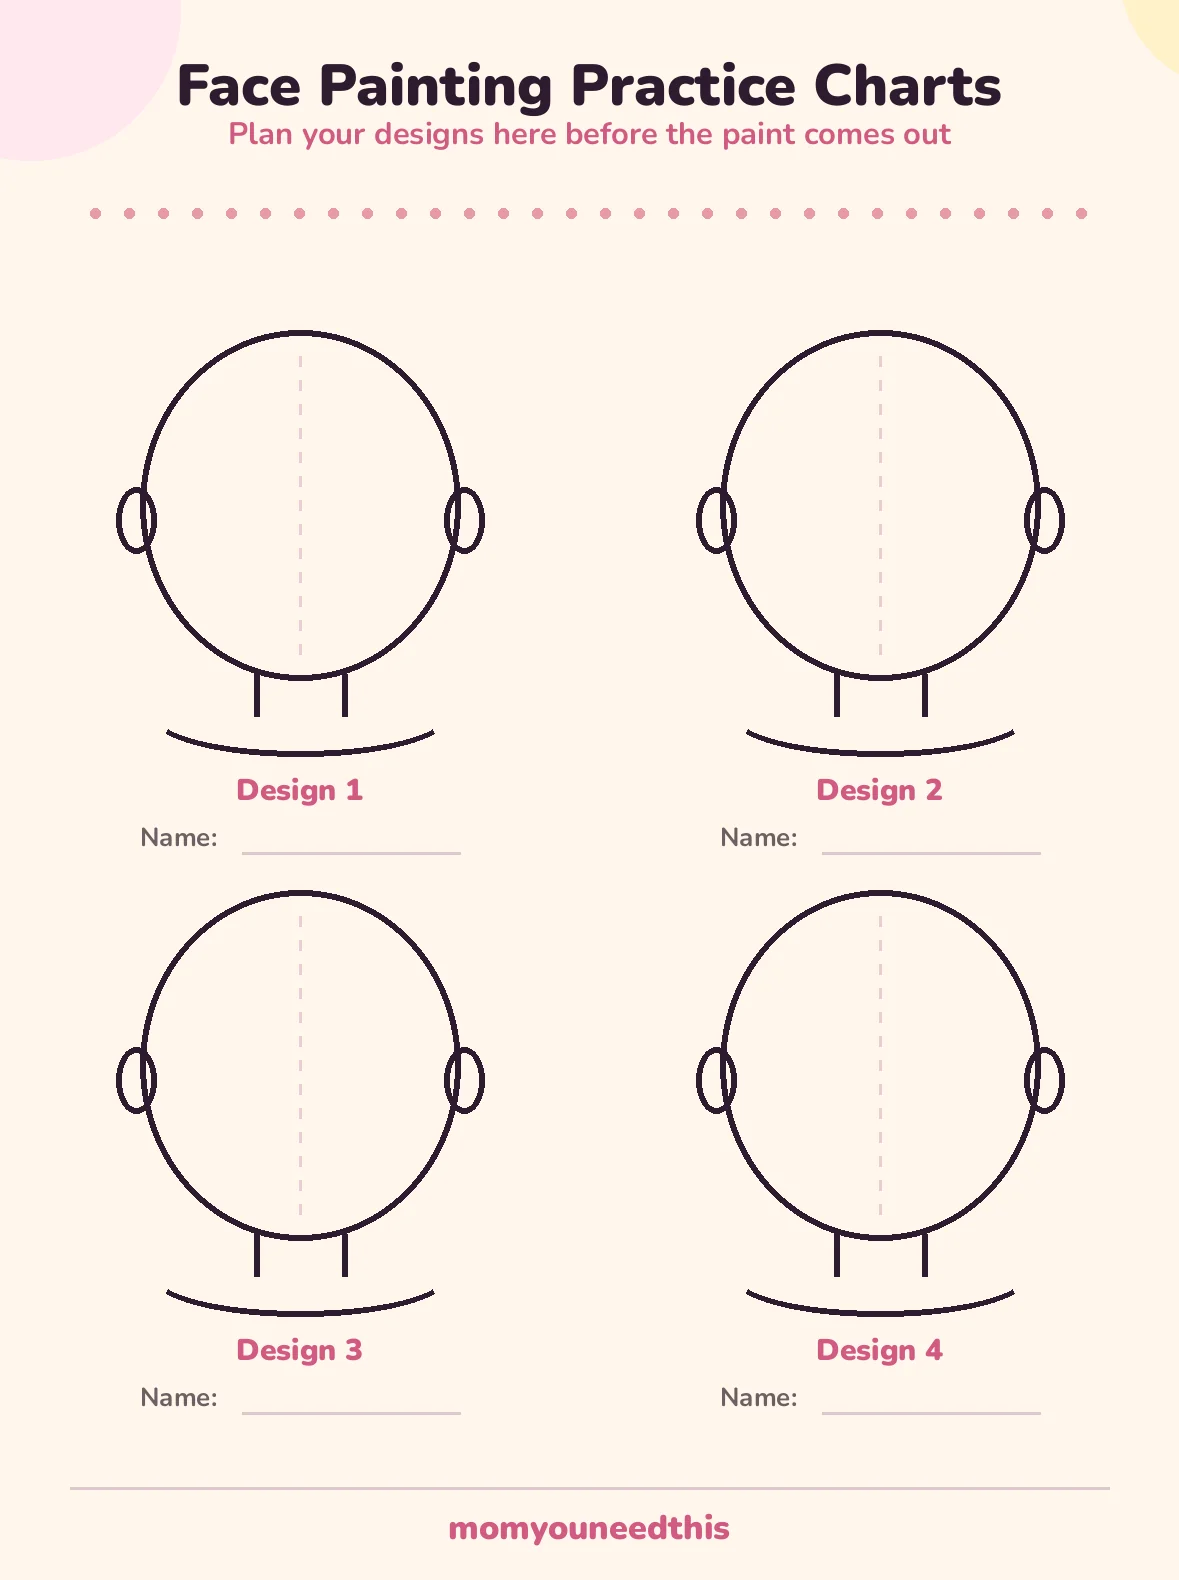 Face Painting Practice Charts
Plan your designs here before the paint comes out
Design 1
Name:
Design 2
Name:
Design 3
Name:
Design 4
Name:
momyouneedthis